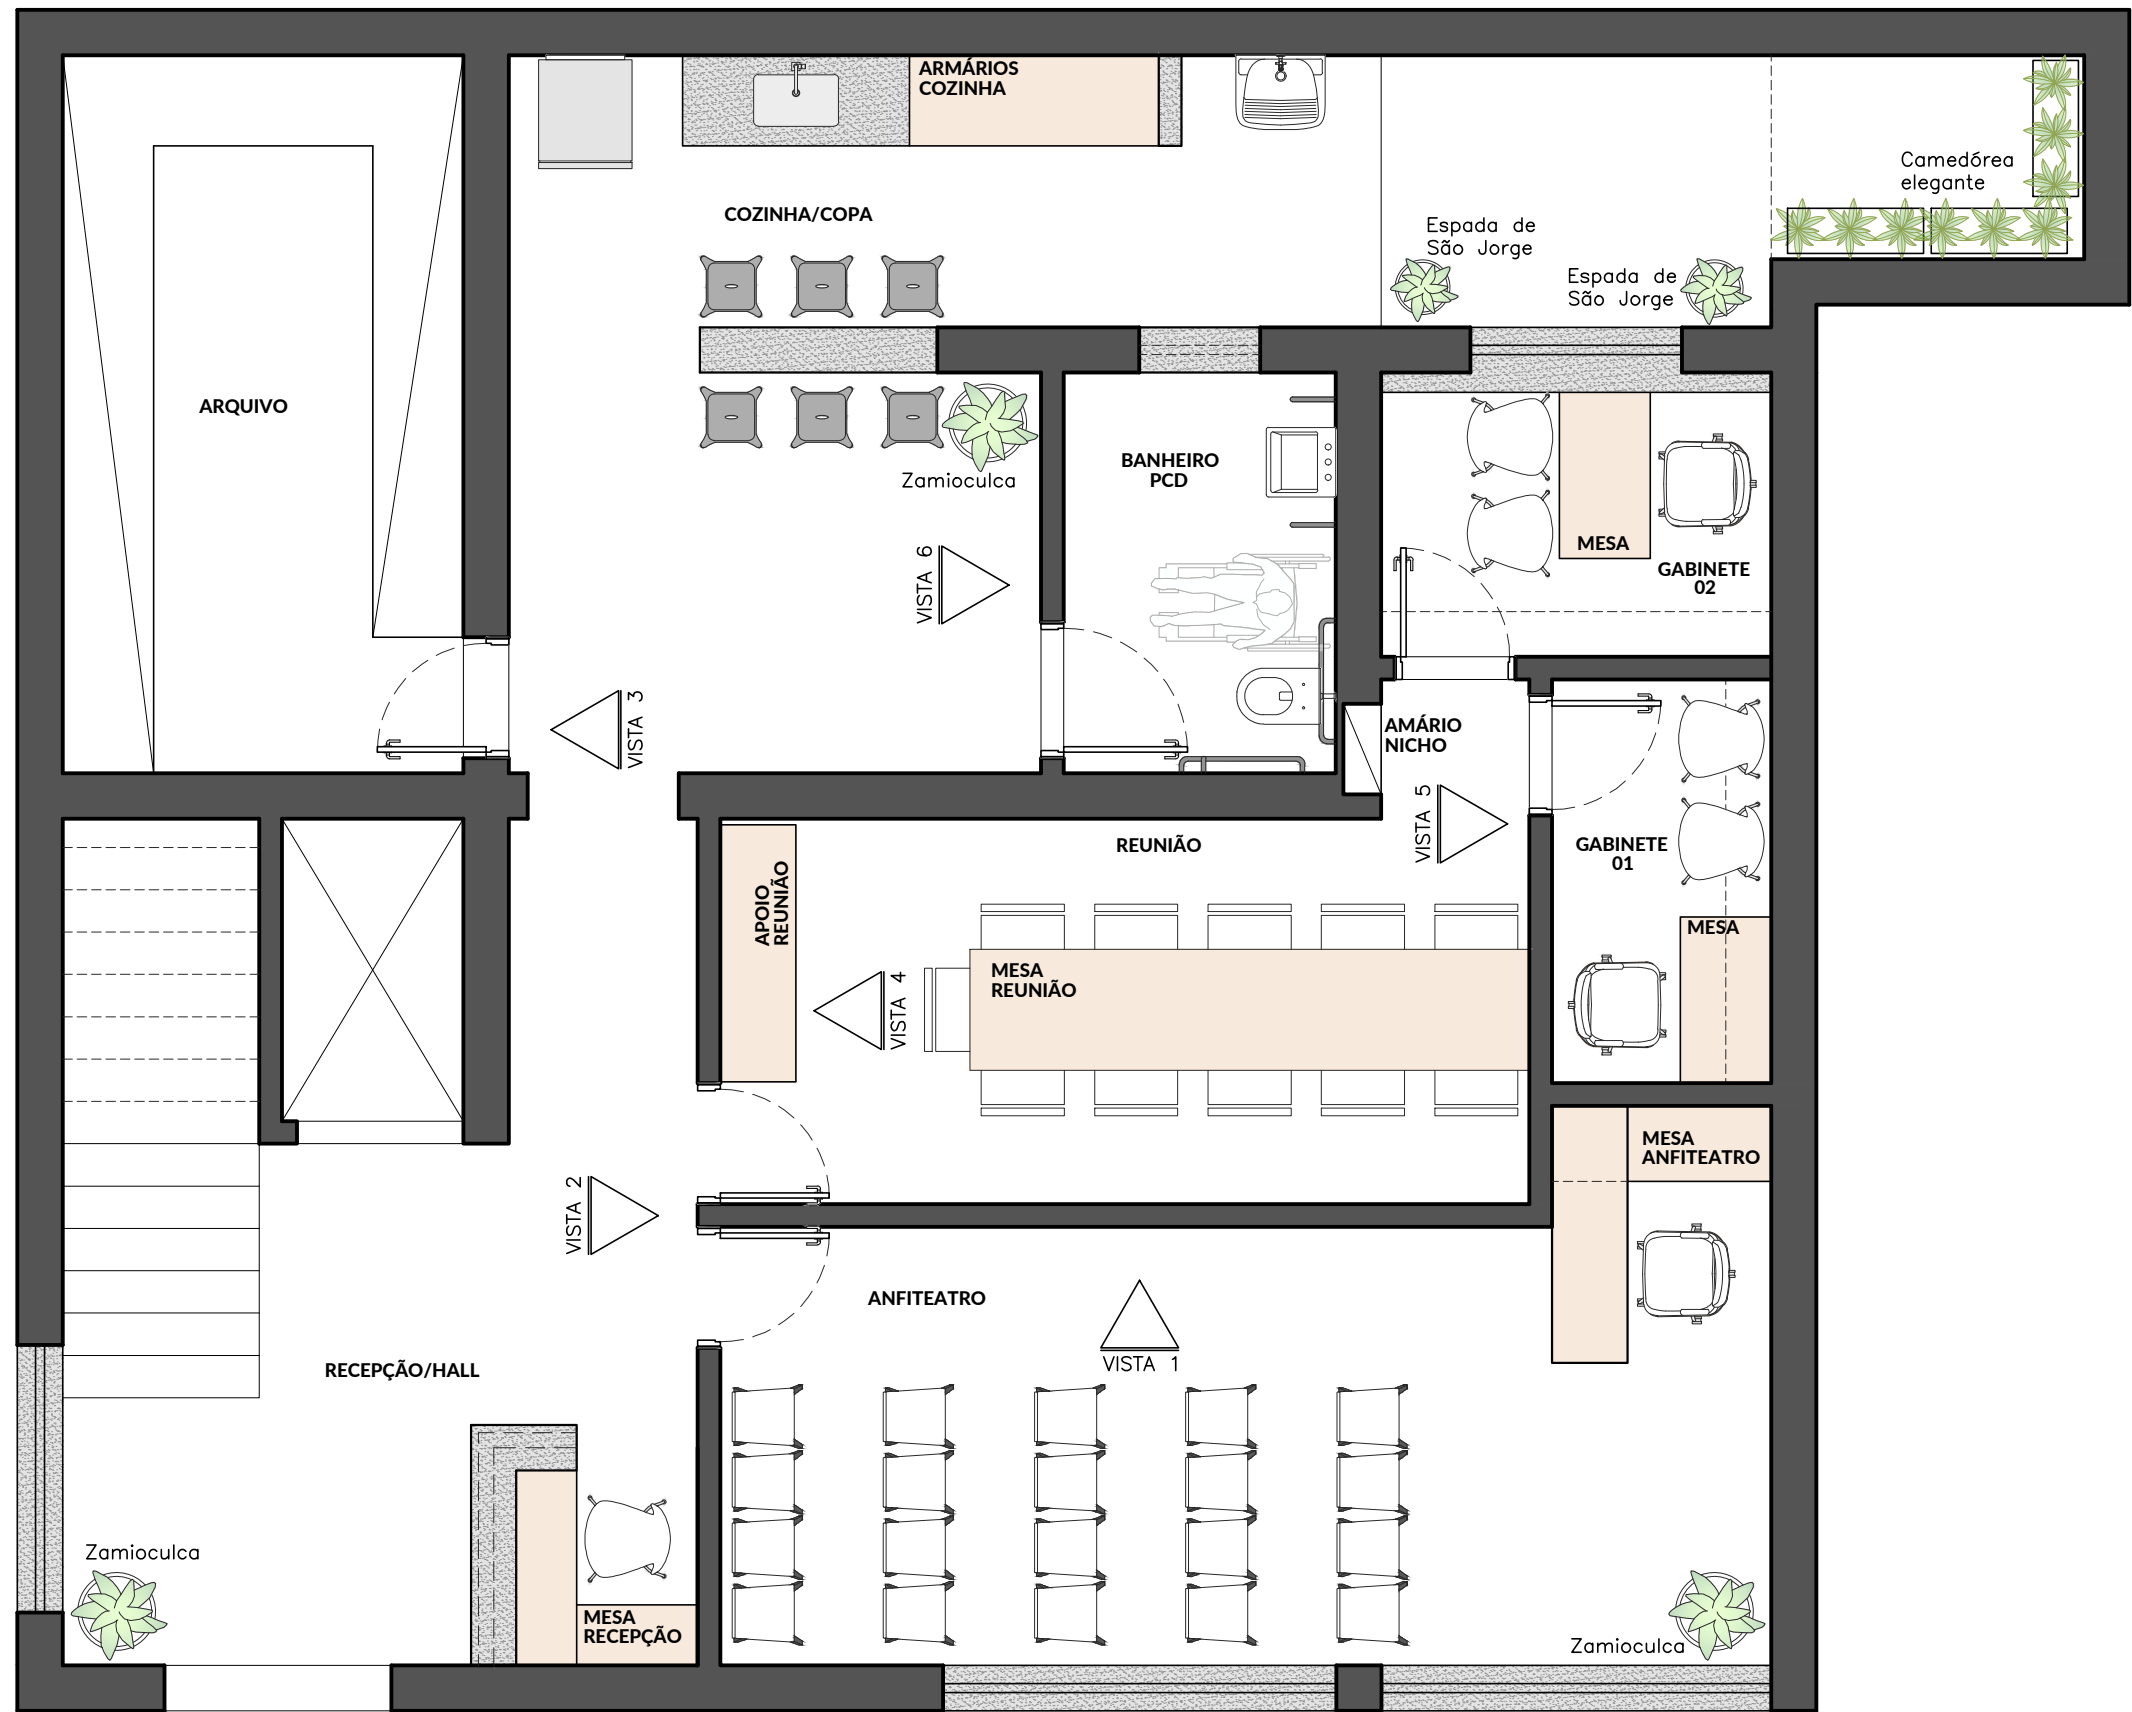 ARMÁRIOS
COZINHA
Camedórea
elegante
COZINHA/COPA
Espada de
São Jorge
Espada de
São Jorge
ARQUIVO
Zamioculca
BANHEIRO
PCD
MESA
GABINETE
02
VISTA 6
VISTA 3
AMÁRIO
NICHO
VISTA 5
REUNIÃO
GABINETE
01
APOIO
REUNIÃO
MESA
MESA
REUNIÃO
VISTA 4
MESA
ANFITEATRO
VISTA 2
ANFITEATRO
VISTA 1
RECEPÇÃO/HALL
Zamioculca
MESA
RECEPÇÃO
Zamioculca